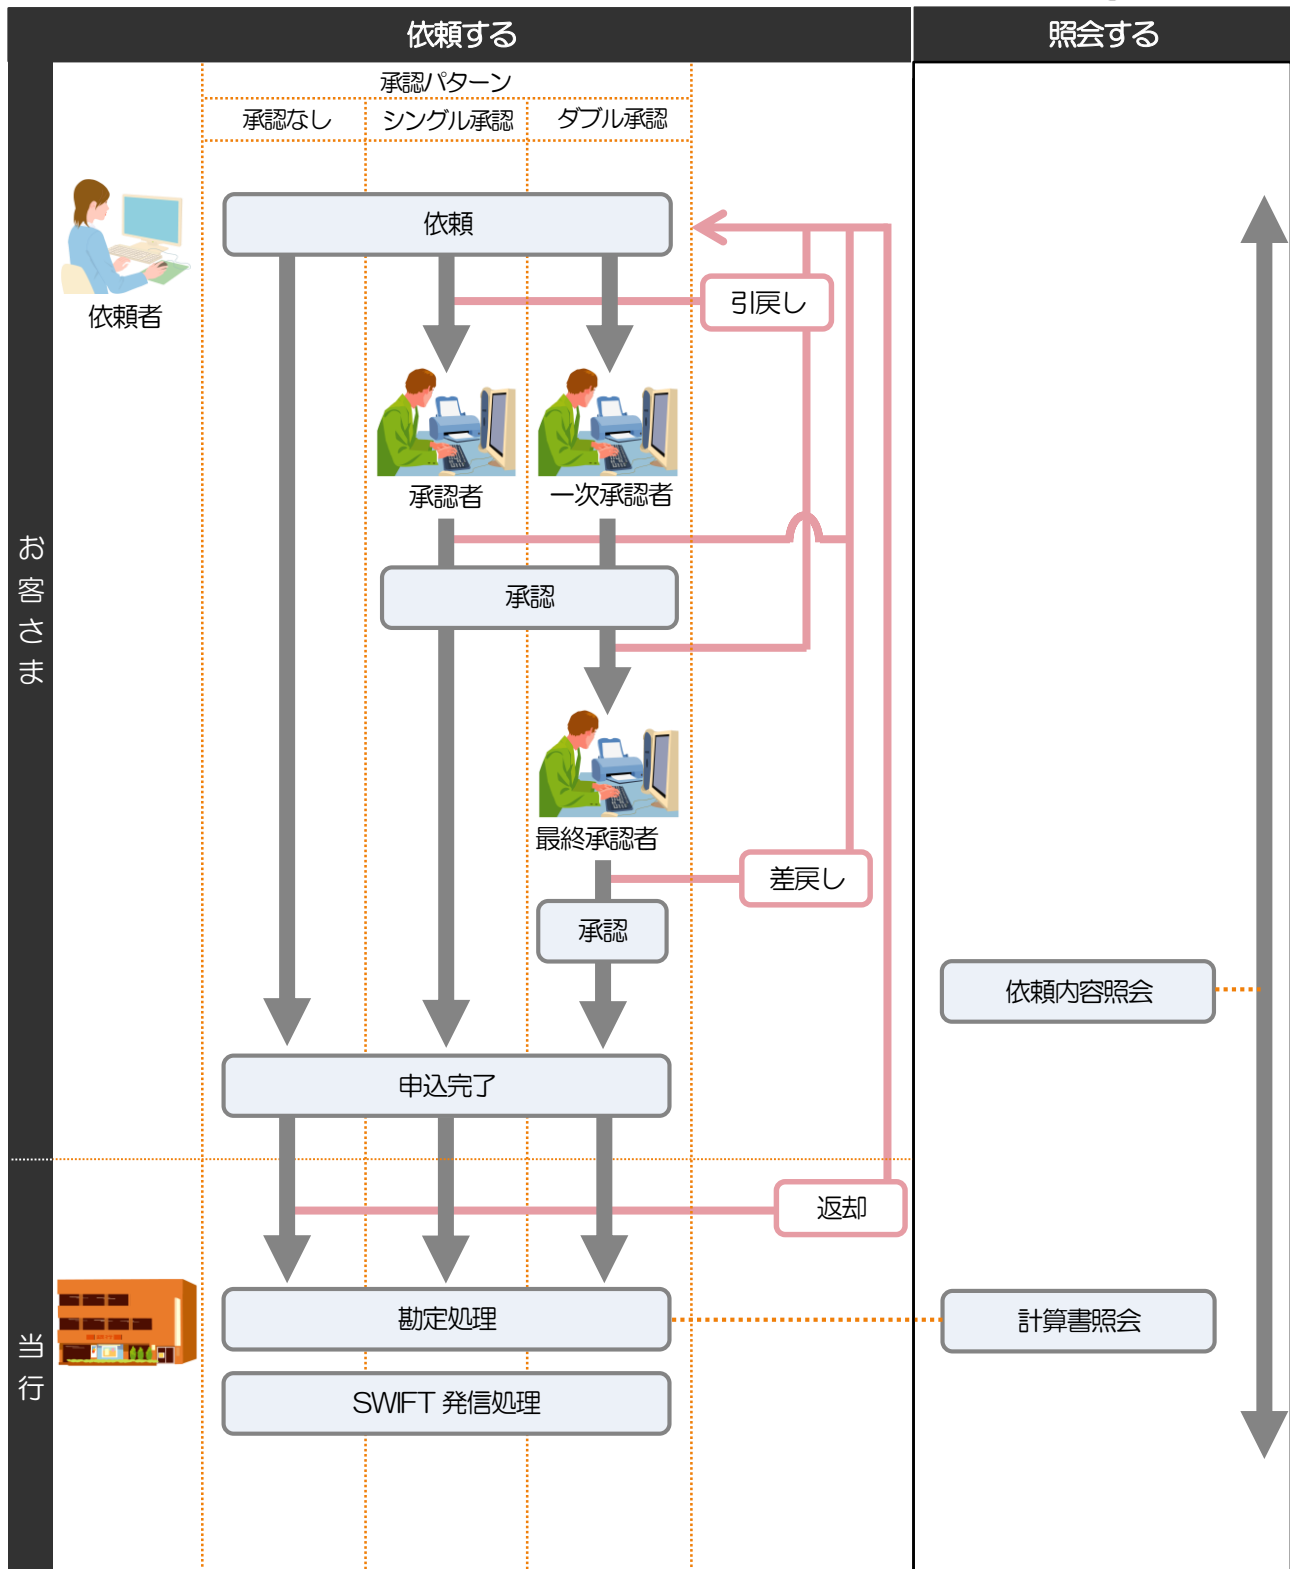 依頼する
照会する
承認パターン
承認なし
シングル承認
ダブル承認
依頼
依頼者
引戻し
承認者
一次承認者
お客さま
承認
最終承認者
差戻し
承認
依頼内容照会
申込完了
返却
当行
勘定処理
計算書照会
SWIFT 発信処理